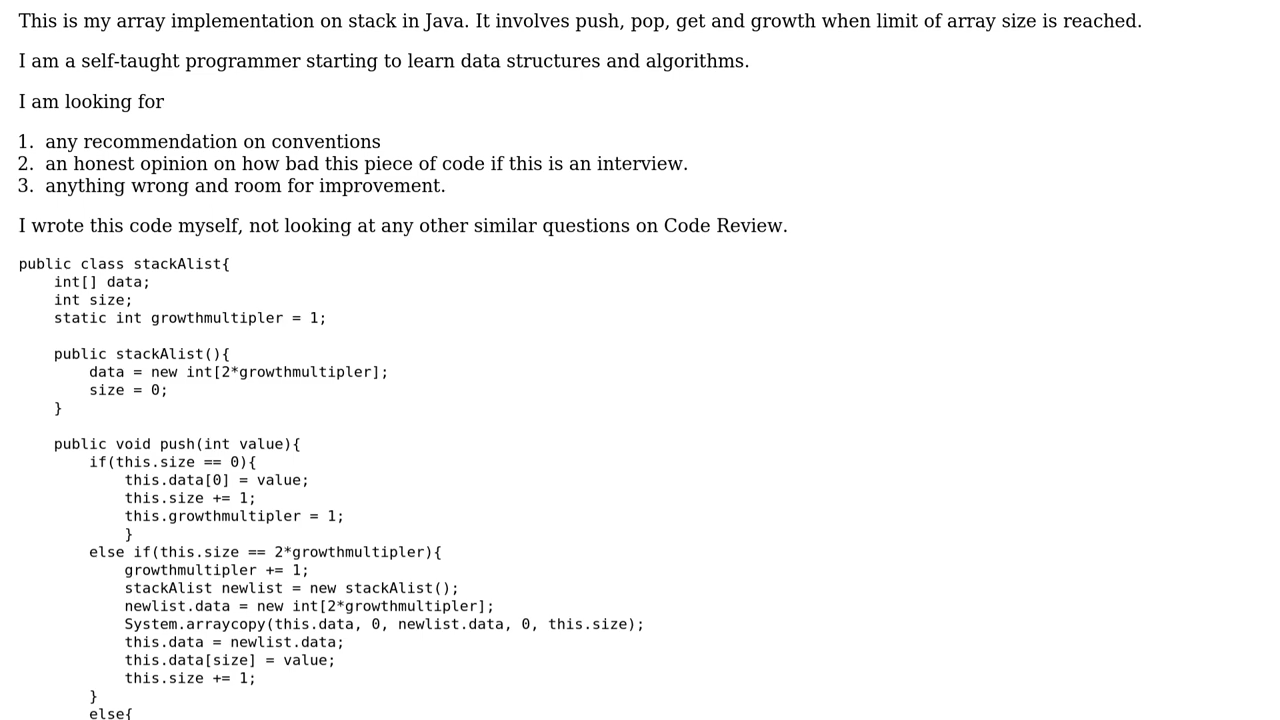 This is my array implementation on stack in Java. It involves push, pop, get and growth when limit of array size is reached.
I am a self-taught programmer starting to learn data structures and algorithms.
I am looking for
1. any recommendation on conventions
2. an honest opinion on how bad this piece of code if this is an interview.
3. anything wrong and room for improvement.
I wrote this code myself, not looking at any other similar questions on Code Review.
public class stackAlist{
    int[] data;
    int size;
    static int growthmultipler = 1;

    public stackAlist(){
        data = new int[2*growthmultipler];
        size = 0;
    }

    public void push(int value){
        if(this.size == 0){
            this.data[0] = value;
            this.size += 1;
            this.growthmultipler = 1;
            }
        else if(this.size == 2*growthmultipler){
            growthmultipler += 1;
            stackAlist newlist = new stackAlist();
            newlist.data = new int[2*growthmultipler];
            System.arraycopy(this.data, 0, newlist.data, 0, this.size);
            this.data = newlist.data;
            this.data[size] = value;
            this.size += 1;
        }
        else{